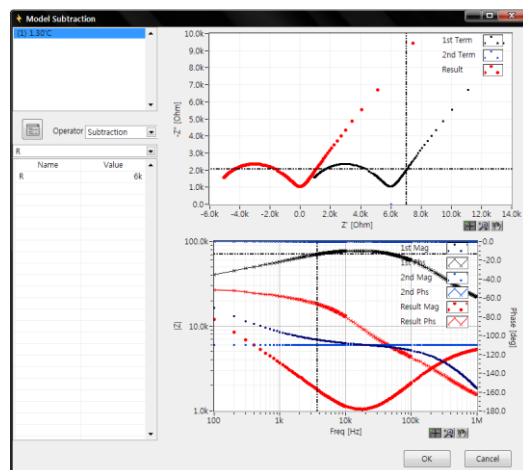 Model Subtraction
(1) 1.30°C
Operator Subtraction
R
Name Value
R 6k
10.0k
9.0k
8.0k
7.0k
6.0k
5.0k
4.0k
3.0k
2.0k
1.0k
0.0
-Z" [Ohm]
-6.0k -4.0k -2.0k 0.0 2.0k 4.0k 6.0k 8.0k 10.0k 12.0k 14.0k
Z' [Ohm]
1st Term
2nd Term
Result
100.0k
10.0k
1.0k
|Z|
100 1k 10k 100k 1M
Freq [Hz]
0.0
-20.0
-40.0
-60.0
-80.0
-100.0
-120.0
-140.0
-160.0
-180.0
Phase [deg]
1st Mag
1st Phs
2nd Mag
2nd Phs
Result Mag
Result Phs
OK Cancel